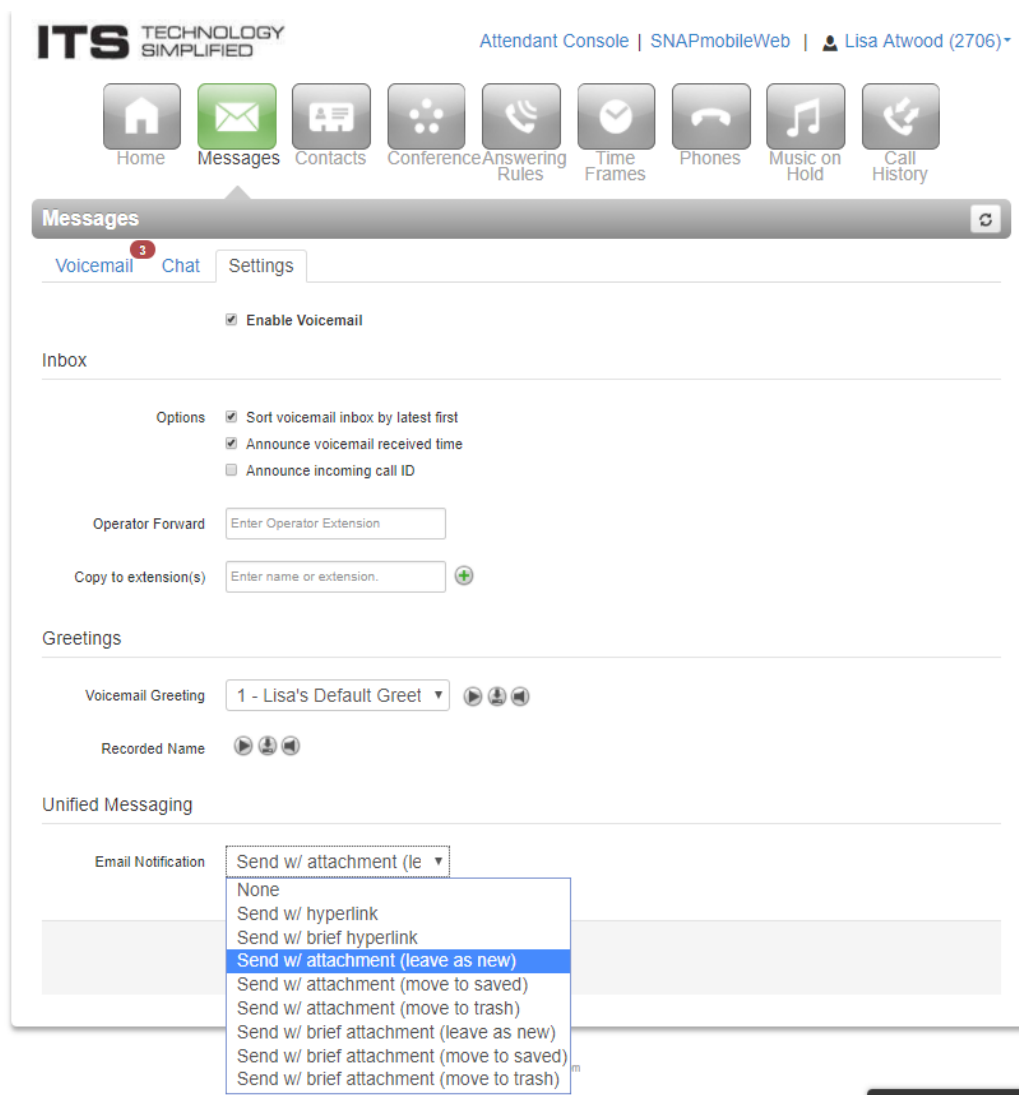 ITS TECHNOLOGY SIMPLIFIED
Attendant Console | SNAPmobileWeb | Lisa Atwood (2706)
Home
Messages
Contacts
Conference
Answering Rules
Time Frames
Phones
Music on Hold
Call History
Messages
Voicemail 3 Chat Settings
Enable Voicemail
Inbox
Options Sort voicemail inbox by latest first
Announce voicemail received time
Announce incoming call ID
Operator Forward Enter Operator Extension
Copy to extension(s) Enter name or extension.
Greetings
Voicemail Greeting 1 - Lisa's Default Greet
Recorded Name
Unified Messaging
Email Notification Send w/ attachment (le
None
Send w/ hyperlink
Send w/ brief hyperlink
Send w/ attachment (leave as new)
Send w/ attachment (move to saved)
Send w/ attachment (move to trash)
Send w/ brief attachment (leave as new)
Send w/ brief attachment (move to saved)
m
Send w/ brief attachment (move to trash)